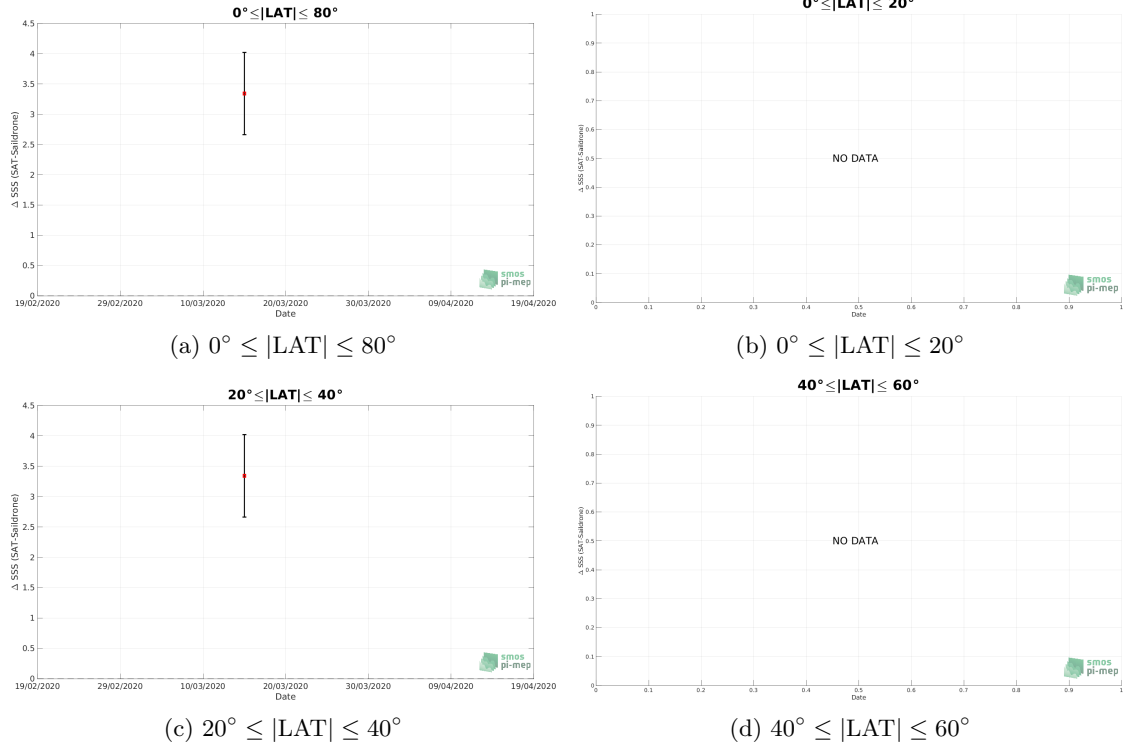 0°≤|LAT|≤ 80°
4.5
4
3.5
3
2.5
2
1.5
1
0.5
0
Δ SSS (SAT-Saildrone)
19/02/2020 29/02/2020 10/03/2020 20/03/2020 30/03/2020 09/04/2020 19/04/2020
Date
smos
pi-mep
(a) 0° ≤ |LAT| ≤ 80°
0°≤|LAT|≤ 20°
1
0.9
0.8
0.7
0.6
0.5
0.4
0.3
0.2
0.1
0
Δ SSS (SAT-Saildrone)
NO DATA
0 0.1 0.2 0.3 0.4 0.5 0.6 0.7 0.8 0.9 1
Date
smos
pi-mep
(b) 0° ≤ |LAT| ≤ 20°
20°≤|LAT|≤ 40°
4.5
4
3.5
3
2.5
2
1.5
1
0.5
0
Δ SSS (SAT-Saildrone)
19/02/2020 29/02/2020 10/03/2020 20/03/2020 30/03/2020 09/04/2020 19/04/2020
Date
smos
pi-mep
(c) 20° ≤ |LAT| ≤ 40°
40°≤|LAT|≤ 60°
1
0.9
0.8
0.7
0.6
0.5
0.4
0.3
0.2
0.1
0
Δ SSS (SAT-Saildrone)
NO DATA
0 0.1 0.2 0.3 0.4 0.5 0.6 0.7 0.8 0.9 1
Date
smos
pi-mep
(d) 40° ≤ |LAT| ≤ 60°